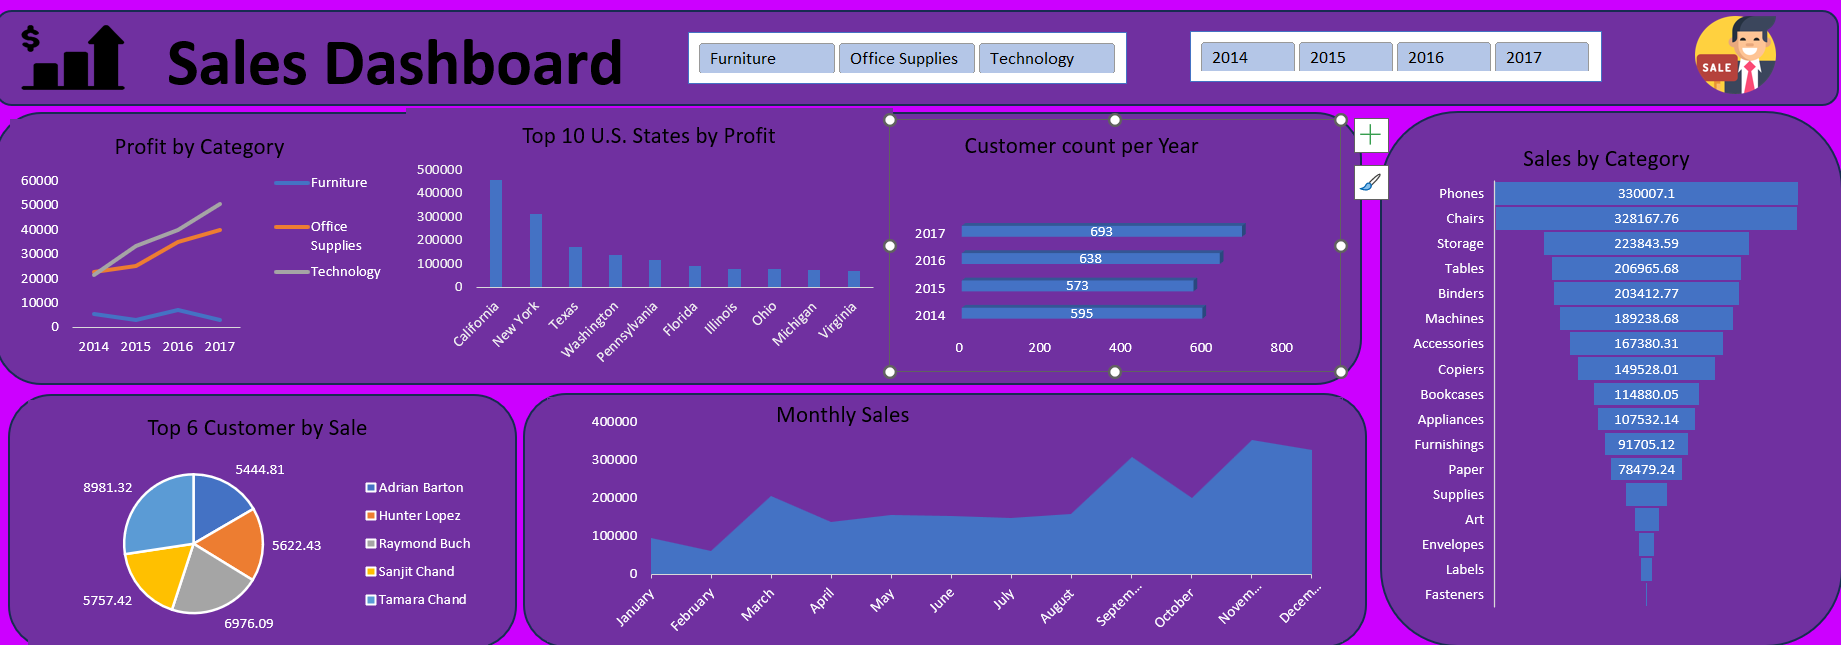 $
Sales Dashboard
Furniture
Office Supplies
Technology
2014
2015
2016
2017
SALE
Profit by Category
60000
50000
40000
30000
20000
10000
0
2014
2015
2016
2017
Furniture
Office
Supplies
Technology
Top 10 U.S. States by Profit
500000
400000
300000
200000
100000
0
California
New York
Texas
Washington
Pennsylvania
Florida
Illinois
Ohio
Michigan
Virginia
Customer count per Year
2017
693
2016
638
2015
573
2014
595
0
200
400
600
800
Sales by Category
Phones
330007.1
Chairs
328167.76
Storage
223843.59
Tables
206965.68
Binders
203412.77
Machines
189238.68
Accessories
167380.31
Copiers
149528.01
Bookcases
114880.05
Appliances
107532.14
Furnishings
91705.12
Paper
78479.24
Supplies
Art
Envelopes
Labels
Fasteners
Top 6 Customer by Sale
5444.81
5622.43
6976.09
5757.42
8981.32
Adrian Barton
Hunter Lopez
Raymond Buch
Sanjit Chand
Tamara Chand
Monthly Sales
400000
300000
200000
100000
0
January
February
March
April
May
June
July
August
Septem...
October
Novem...
Decem...